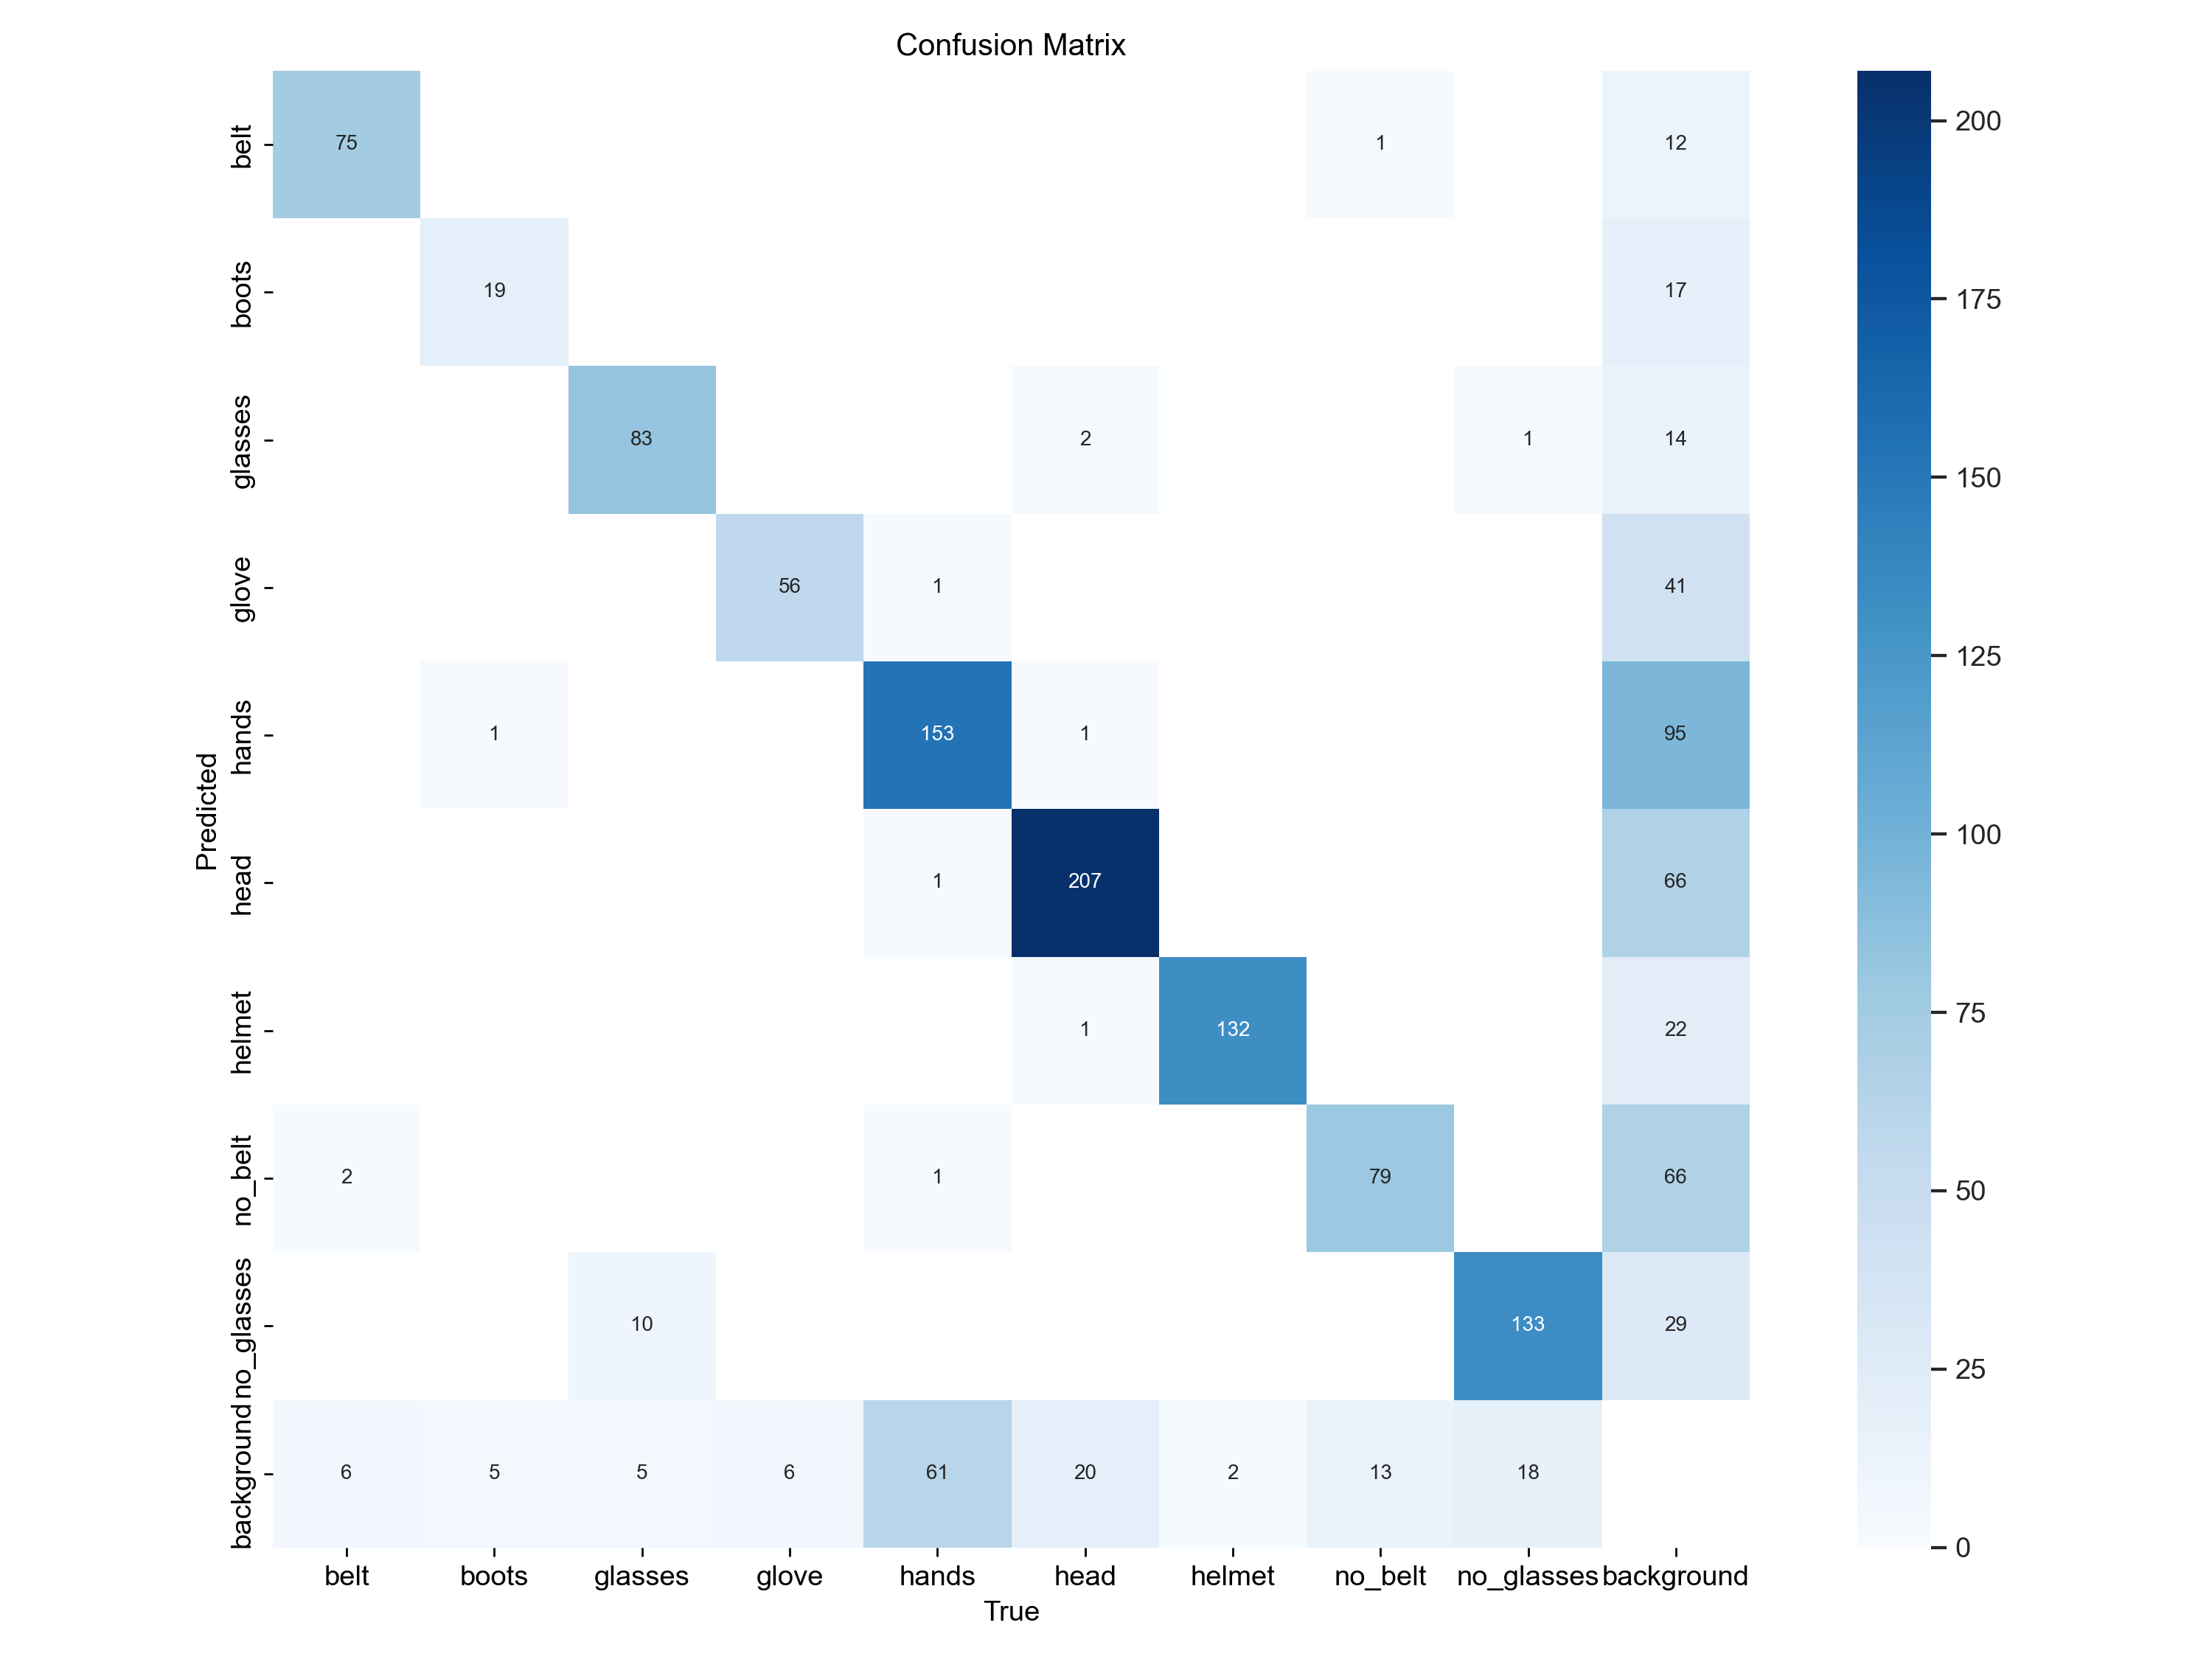 Confusion Matrix
belt 75 1 12
boots 19 17
glasses 83 2 1 14
glove 56 1 41
hands 1 153 1 95
head 1 207 66
helmet 1 132 22
no_belt 2 1 79 66
no_glasses 10 133 29
background 6 5 5 6 61 20 2 13 18
belt boots glasses glove hands head helmet no_belt no_glasses background
True
Predicted
200
175
150
125
100
75
50
25
0